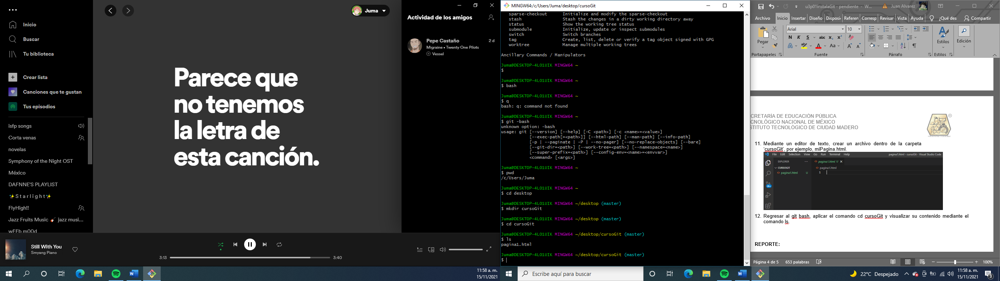 Inicio
Buscar
Tu biblioteca
Crear lista
Canciones que te gustan
Tus episodios
isfp songs
Corta venas
novelas
Symphony of the Night OST
México
DAFNNE'S PLAYLIST
✨S t a r l i g h t✨
FlyHigh!!
Jazz Fruits Music 🎸 jazz musi...
wEEb m00d
Juma
Parece que
no tenemos
la letra de
esta canción.
Still With You
Smyang Piano
3:13
3:40
Actividad de los amigos
Pepe Castaño
2 d
Migraine • Twenty One Pilots
Vessel
11:58 a. m.
15/11/2021
MINGW64:/c/Users/Juma/desktop/cursoGit
sparse-checkout Initialize and modify the sparse-checkout
stash Stash the changes in a dirty working directory away
status Show the working tree status
submodule Initialize, update or inspect submodules
switch Switch branches
tag Create, list, delete or verify a tag object signed with GPG
worktree Manage multiple working trees
Ancillary Commands / Manipulators
Juma@DESKTOP-4LO1UIK MINGW64 ~
$
Juma@DESKTOP-4LO1UIK MINGW64 ~
$ bash
Juma@DESKTOP-4LO1UIK MINGW64 ~
$ q
bash: q: command not found
Juma@DESKTOP-4LO1UIK MINGW64 ~
$ git -bash
unknown option: -bash
usage: git [--version] [--help] [-C <path>] [-c <name>=<value>]
[--exec-path[=<path>]] [--html-path] [--man-path] [--info-path]
[-p | --paginate | -P | --no-pager] [--no-replace-objects] [--bare]
[--git-dir=<path>] [--work-tree=<path>] [--namespace=<name>]
[--super-prefix=<path>] [--config-env=<name>=<envvar>]
<command> [<args>]
Juma@DESKTOP-4LO1UIK MINGW64 ~
$ pwd
/c/Users/Juma
Juma@DESKTOP-4LO1UIK MINGW64 ~
$ cd desktop
Juma@DESKTOP-4LO1UIK MINGW64 ~/desktop (master)
$ mkdir cursoGit
Juma@DESKTOP-4LO1UIK MINGW64 ~/desktop (master)
$ cd cursoGit
Juma@DESKTOP-4LO1UIK MINGW64 ~/desktop/cursoGit (master)
$ ls
pagina1.html
Juma@DESKTOP-4LO1UIK MINGW64 ~/desktop/cursoGit (master)
$
Escribe aquí para buscar
u3p01instalaGit - pendiente - W...
Juan Alvarez
Archivo Inicio Insertar Diseño Disposi Referen Corresp Revisar Vista Ayuda ¿Qué des Compartir
Arial 10
Pegar
N K S abc x₂ x²
Estilos
Edición
A A Aa A A
Portapapeles Fuente Párrafo Estilos
CRETARÍA DE EDUCACIÓN PÚBLICA
CNOLÓGICO NACIONAL DE MÉXICO
STITUTO TECNOLÓGICO DE CIUDAD MADERO
11. Mediante un editor de texto, crear un archivo dentro de la carpeta
‘cursoGit’, por ejemplo, miPagina.html.
File Edit Selection View Go Run Terminal Help pagina1.html - cursoGit - Visual Studio Code
EXPLORER ... pagina1.html U
CURSOGIT pagina1.html
pagina1.html U 1
2K+
12. Regresar al git bash, aplicar el comando cd cursoGit y visualizar su contenido mediante el
comando ls.
REPORTE:
Página 4 de 5 653 palabras 100%
22°C Despejado
11:58 a. m.
15/11/2021
3